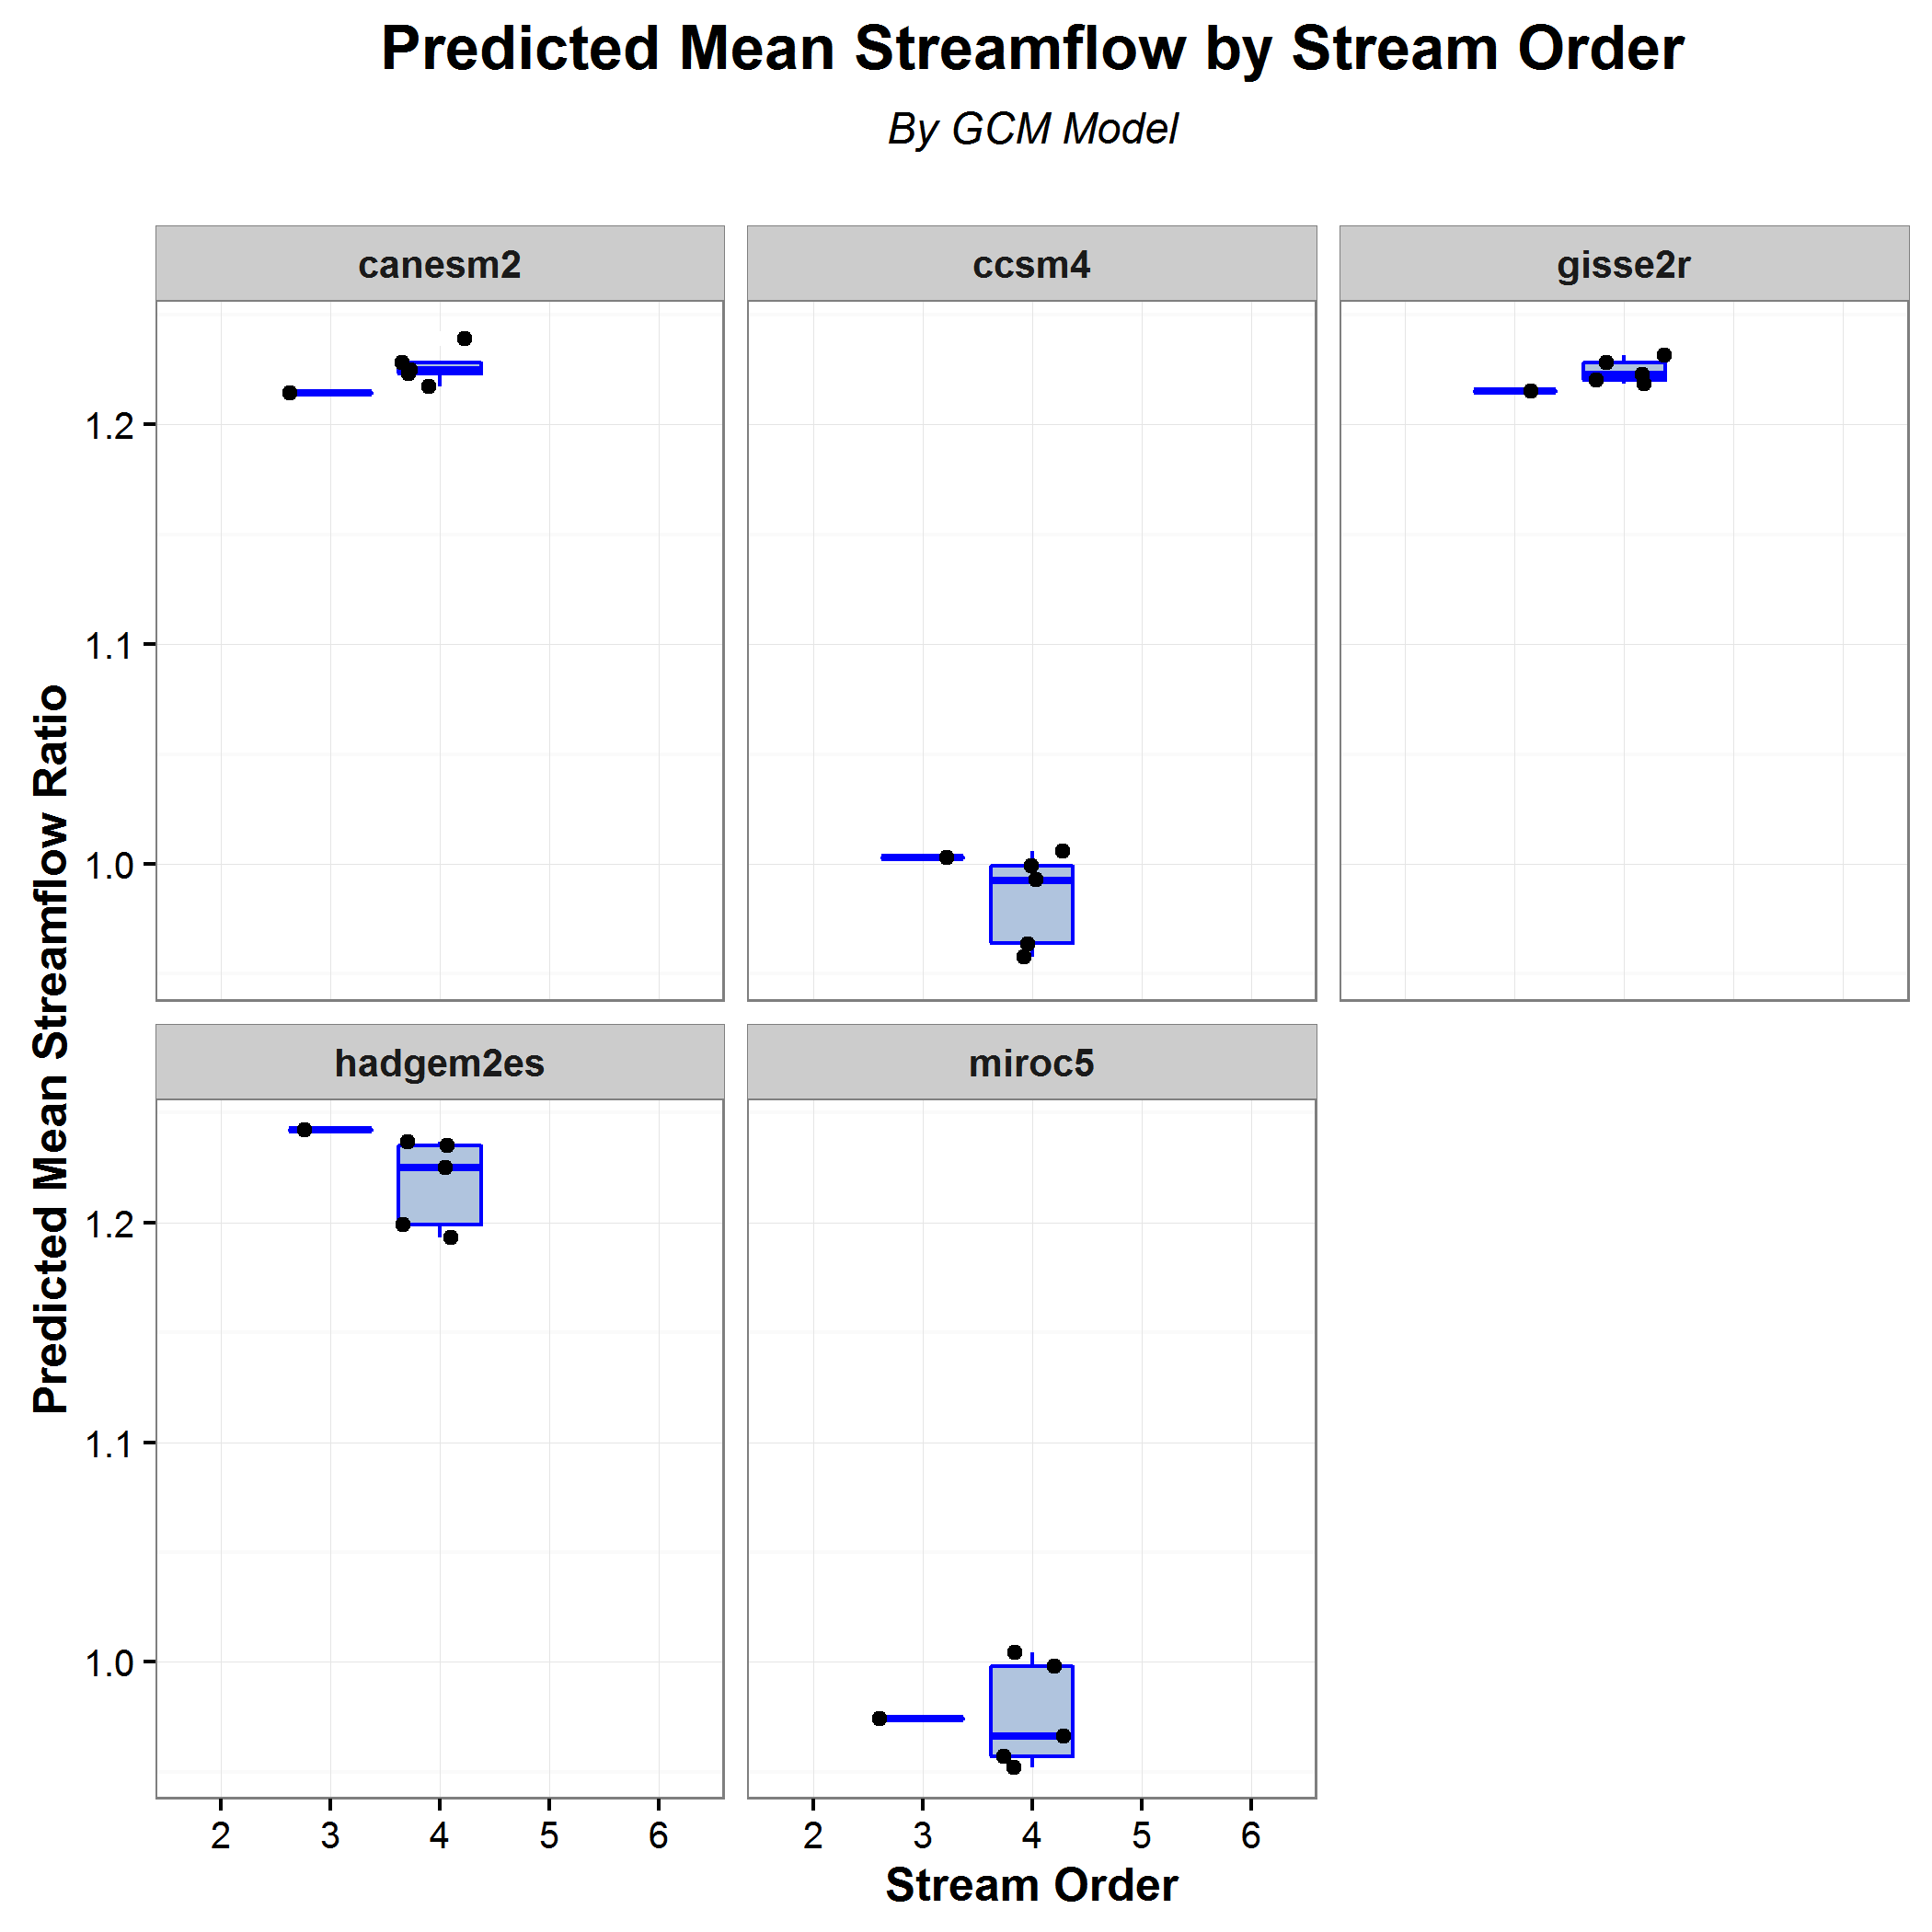 Predicted Mean Streamflow by Stream Order
By GCM Model
canesm2
ccsm4
gisse2r
1.2
1.1
1.0
Predicted Mean Streamflow Ratio
hadgem2es
miroc5
1.2
1.1
1.0
2 3 4 5 6
2 3 4 5 6
Stream Order